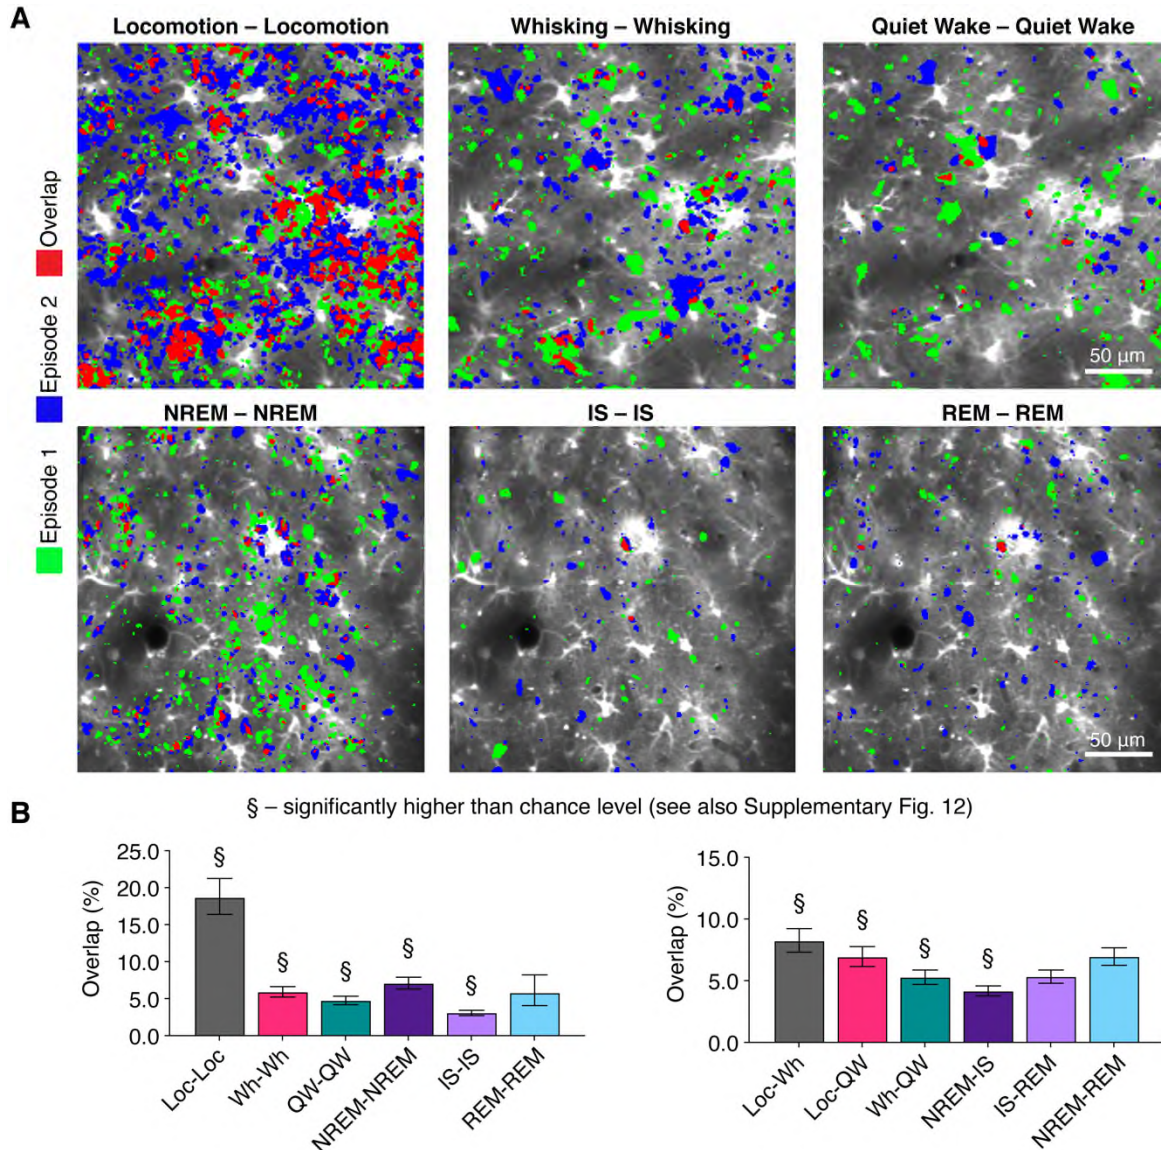 A
Locomotion – Locomotion
Whisking – Whisking
Quiet Wake – Quiet Wake
Overlap
Episode 2
Episode 1
50 µm
NREM – NREM
IS – IS
REM – REM
50 µm
§ – significantly higher than chance level (see also Supplementary Fig. 12)
B
Overlap (%)
25.0
20.0
15.0
10.0
5.0
0.0
§
§
§
§
§
Loc-Loc
Wh-Wh
QW-QW
NREM-NREM
IS-IS
REM-REM
Overlap (%)
15.0
10.0
5.0
0.0
§
§
§
§
Loc-Wh
Loc-QW
Wh-QW
NREM-IS
IS-REM
NREM-REM